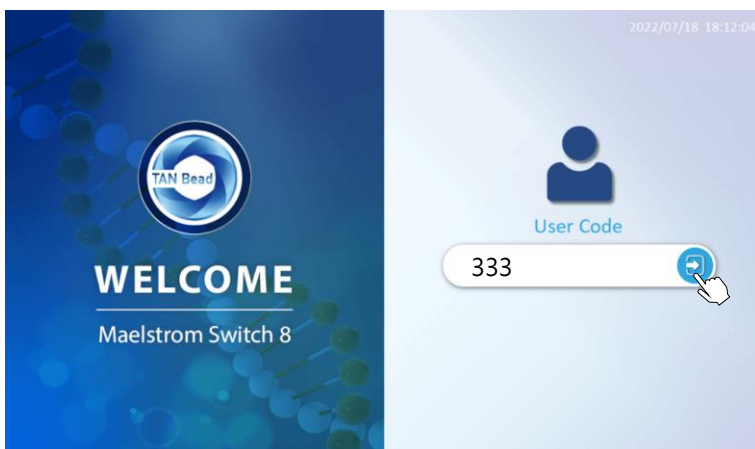 2022/07/18 18:12:04
TAN Bead
WELCOME
Maelstrom Switch 8
User Code
333